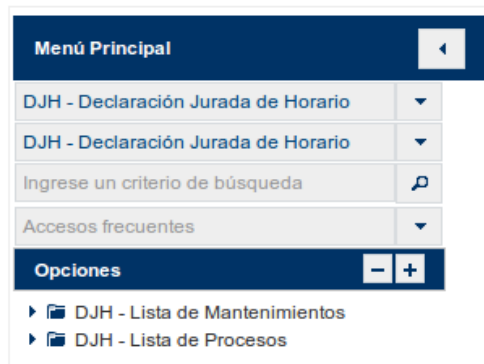 Menú Principal
DJH - Declaración Jurada de Horario
DJH - Declaración Jurada de Horario
Ingrese un criterio de búsqueda
Accesos frecuentes
Opciones
DJH - Lista de Mantenimientos
DJH - Lista de Procesos